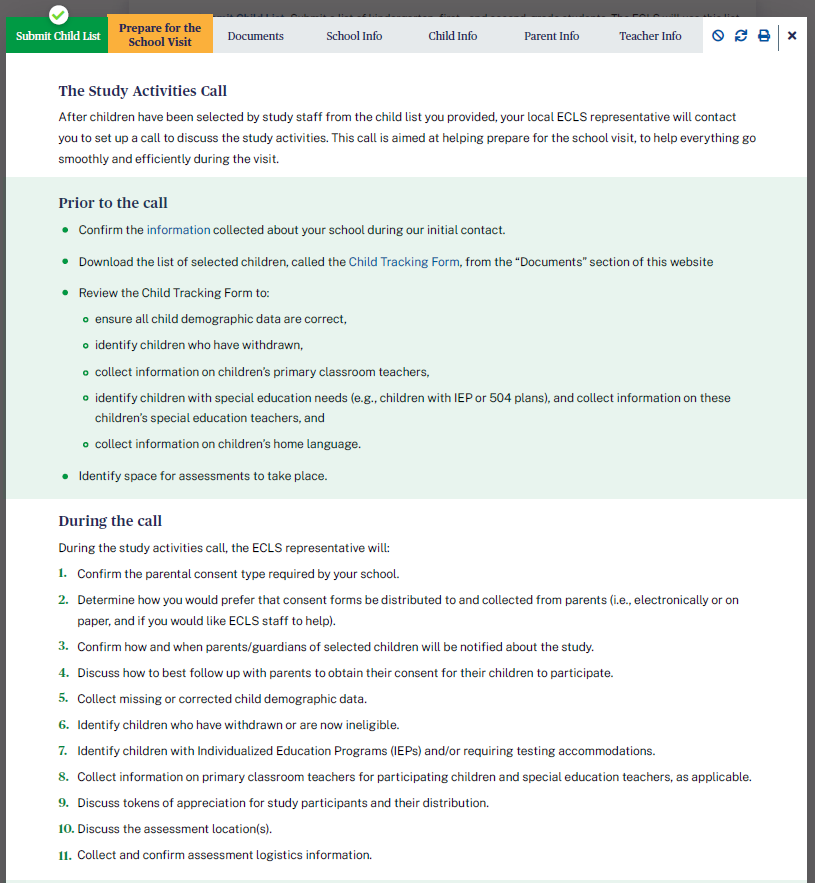 Submit Child List
Prepare for the
School Visit
Documents
School Info
Child Info
Parent Info
Teacher Info
The Study Activities Call
After children have been selected by study staff from the child list you provided, your local ECLS representative will contact
you to set up a call to discuss the study activities. This call is aimed at helping prepare for the school visit, to help everything go
smoothly and efficiently during the visit.
Prior to the call
• Confirm the information collected about your school during our initial contact.
• Download the list of selected children, called the Child Tracking Form, from the “Documents” section of this website
• Review the Child Tracking Form to:
ensure all child demographic data are correct,
identify children who have withdrawn,
collect information on children’s primary classroom teachers,
identify children with special education needs (e.g., children with IEP or 504 plans), and collect information on these
children’s special education teachers, and
collect information on children’s home language.
• Identify space for assessments to take place.
During the call
During the study activities call, the ECLS representative will:
1. Confirm the parental consent type required by your school.
2. Determine how you would prefer that consent forms be distributed to and collected from parents (i.e., electronically or on
paper, and if you would like ECLS staff to help).
3. Confirm how and when parents/guardians of selected children will be notified about the study.
4. Discuss how to best follow up with parents to obtain their consent for their children to participate.
5. Collect missing or corrected child demographic data.
6. Identify children who have withdrawn or are now ineligible.
7. Identify children with Individualized Education Programs (IEPs) and/or requiring testing accommodations.
8. Collect information on primary classroom teachers for participating children and special education teachers, as applicable.
9. Discuss tokens of appreciation for study participants and their distribution.
10. Discuss the assessment location(s).
11. Collect and confirm assessment logistics information.